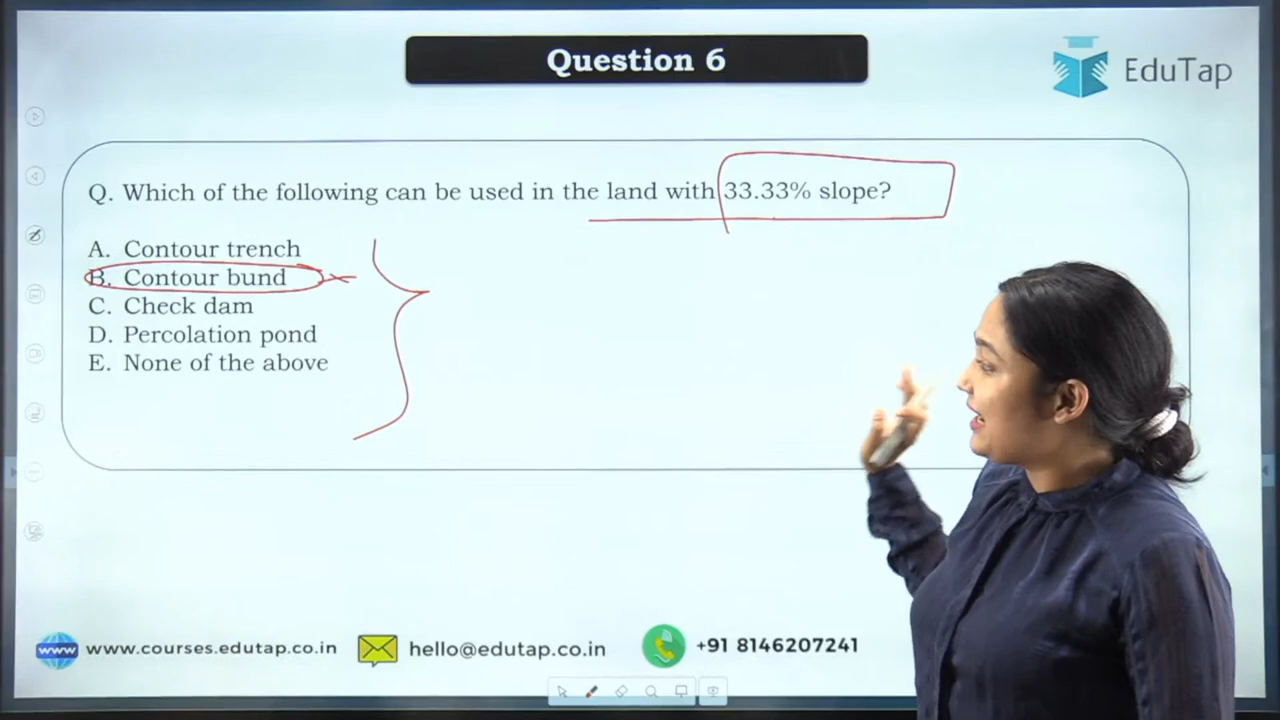 Question 6
EduTap
Q. Which of the following can be used in the land with 33.33% slope?
A. Contour trench
B. Contour bund
C. Check dam
D. Percolation pond
E. None of the above
www
www.courses.edutap.co.in
hello@edutap.co.in
+91 8146207241